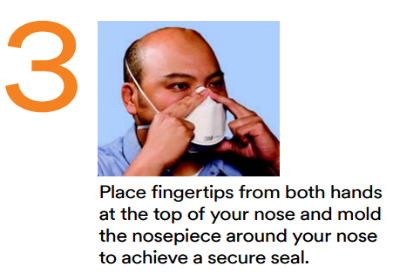 3
Place fingertips from both hands
at the top of your nose and mold
the nosepiece around your nose
to achieve a secure seal.